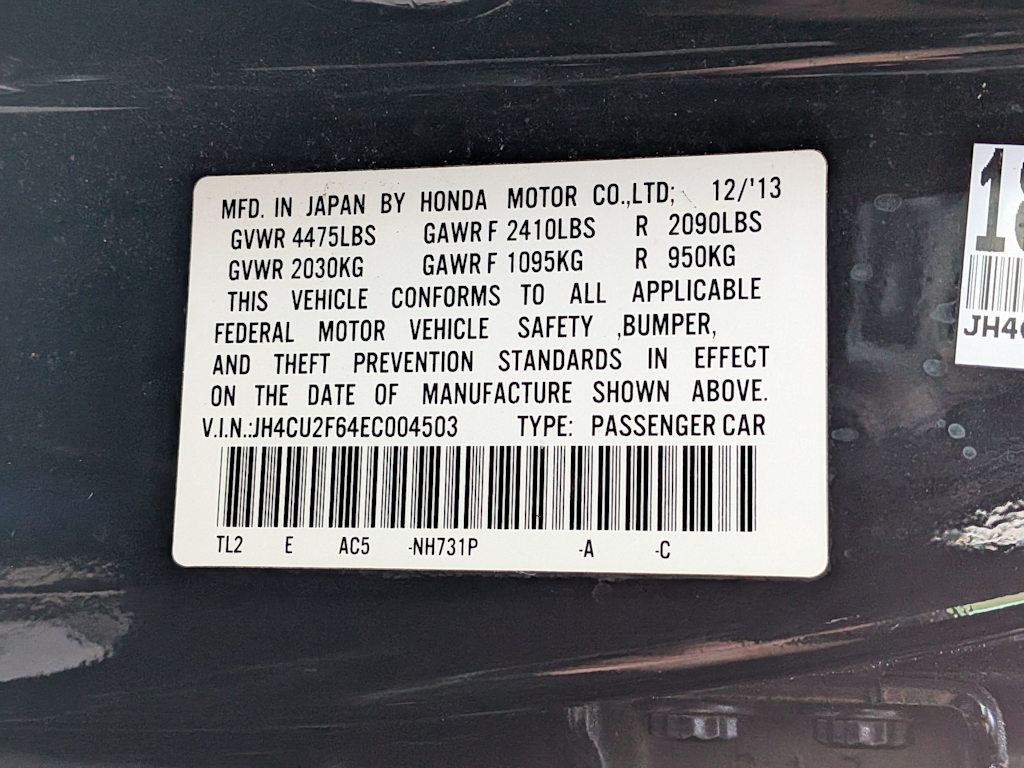 MFD. IN JAPAN BY HONDA MOTOR CO.,LTD; 12/'13
GVWR 4475LBS GAWR F 2410LBS R 2090LBS
GVWR 2030KG GAWR F 1095KG R 950KG
THIS VEHICLE CONFORMS TO ALL APPLICABLE
FEDERAL MOTOR VEHICLE SAFETY ,BUMPER,
AND THEFT PREVENTION STANDARDS IN EFFECT
ON THE DATE OF MANUFACTURE SHOWN ABOVE.
V.I.N.:JH4CU2F64EC004503 TYPE: PASSENGER CAR
TL2 E AC5 -NH731P -A -C
JH4